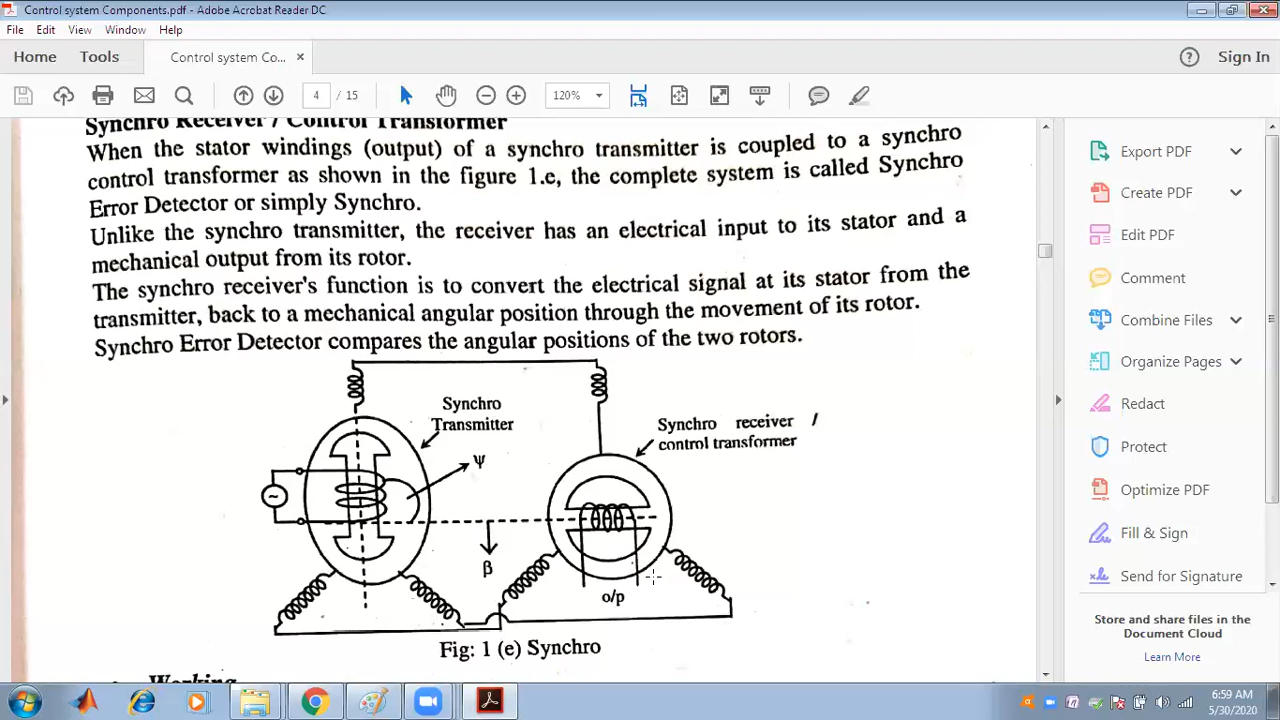 Control system Components.pdf - Adobe Acrobat Reader DC
File Edit View Window Help
Home Tools Control system Co... × Sign In
4 / 15 120%
Synchro Receiver / Control Transformer
When the stator windings (output) of a synchro transmitter is coupled to a synchro
control transformer as shown in the figure 1.e, the complete system is called Synchro
Error Detector or simply Synchro.
Unlike the synchro transmitter, the receiver has an electrical input to its stator and a
mechanical output from its rotor.
The synchro receiver's function is to convert the electrical signal at its stator from the
transmitter, back to a mechanical angular position through the movement of its rotor.
Synchro Error Detector compares the angular positions of the two rotors.
Synchro
Transmitter
Synchro receiver /
control transformer
ψ
~
β
o/p
Fig: 1 (e) Synchro
Working
Export PDF
Create PDF
Edit PDF
Comment
Combine Files
Organize Pages
Redact
Protect
Optimize PDF
Fill & Sign
Send for Signature
Store and share files in the
Document Cloud
Learn More
6:59 AM
5/30/2020